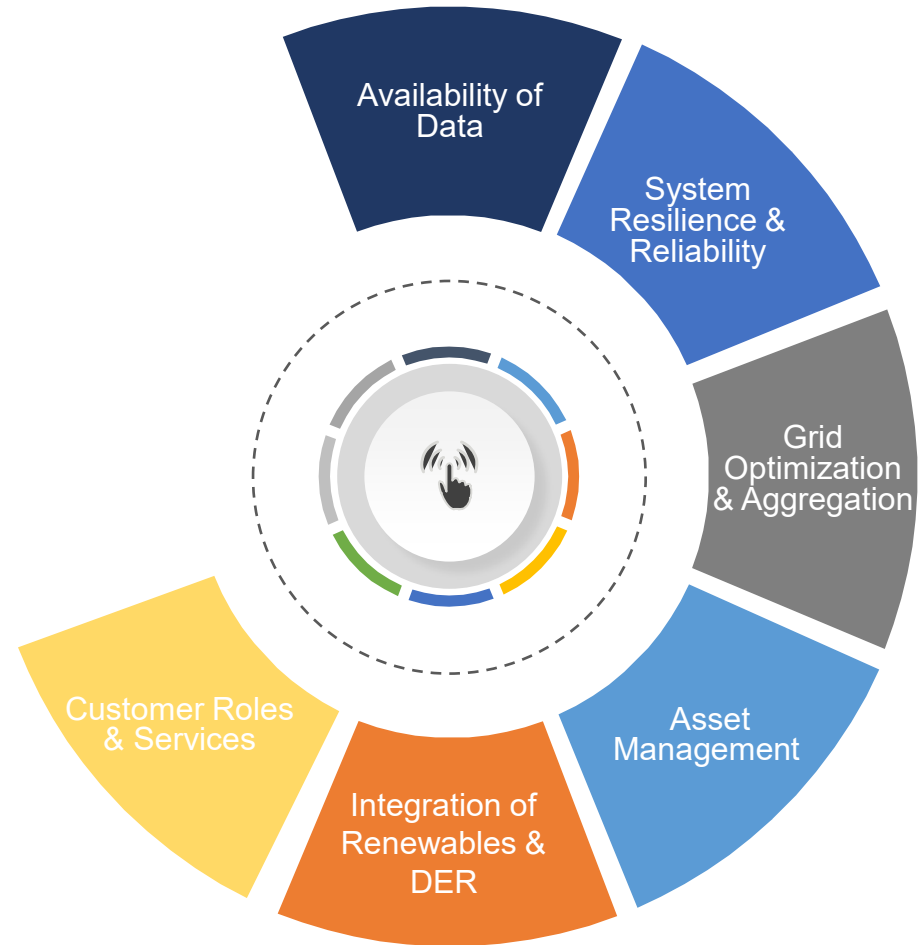 Availability of
Data
System
Resilience &
Reliability
Grid
Optimization
& Aggregation
Asset
Management
Integration of
Renewables &
DER
Customer Roles
& Services